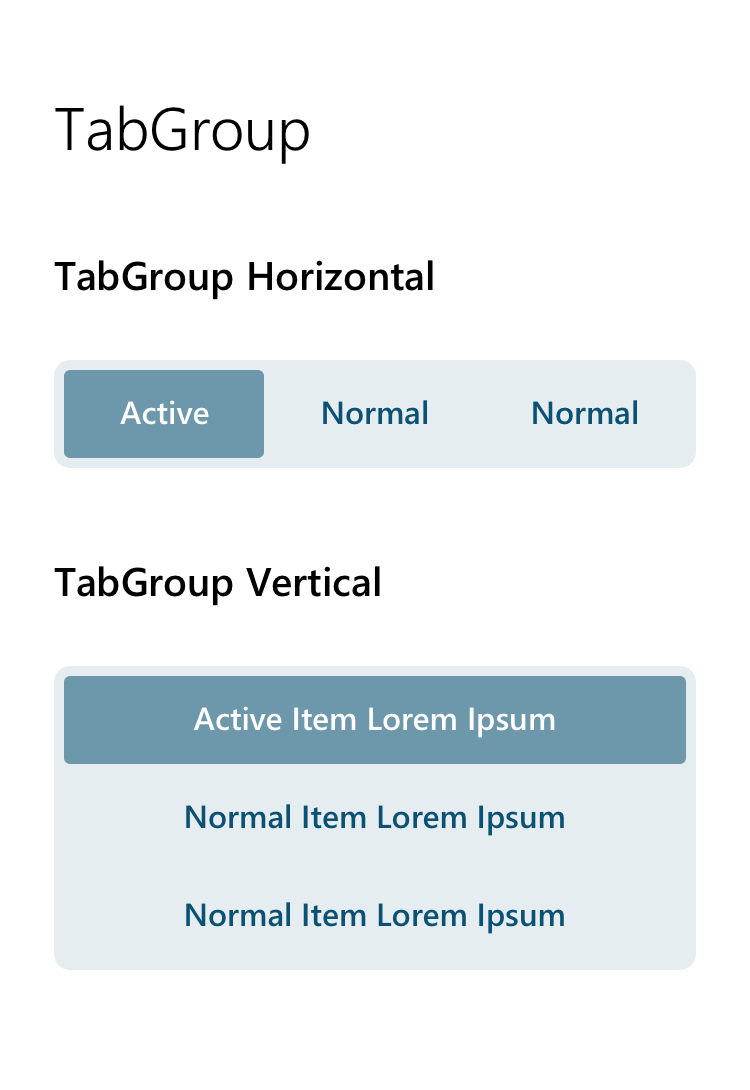 TabGroup
TabGroup Horizontal
Active Normal Normal
TabGroup Vertical
Active Item Lorem Ipsum
Normal Item Lorem Ipsum
Normal Item Lorem Ipsum